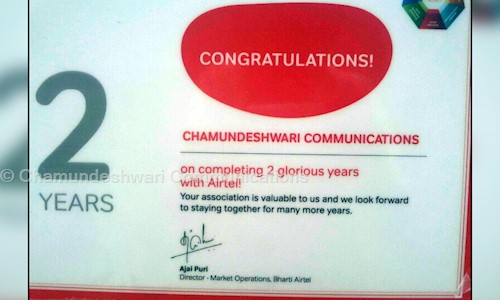 CONGRATULATIONS!
2
YEARS
CHAMUNDESHWARI COMMUNICATIONS
on completing 2 glorious years
with Airtel!
Your association is valuable to us and we look forward
to staying together for many more years.
Ajai Puri
Director - Market Operations, Bharti Airtel
© Chamundeshwari Communications